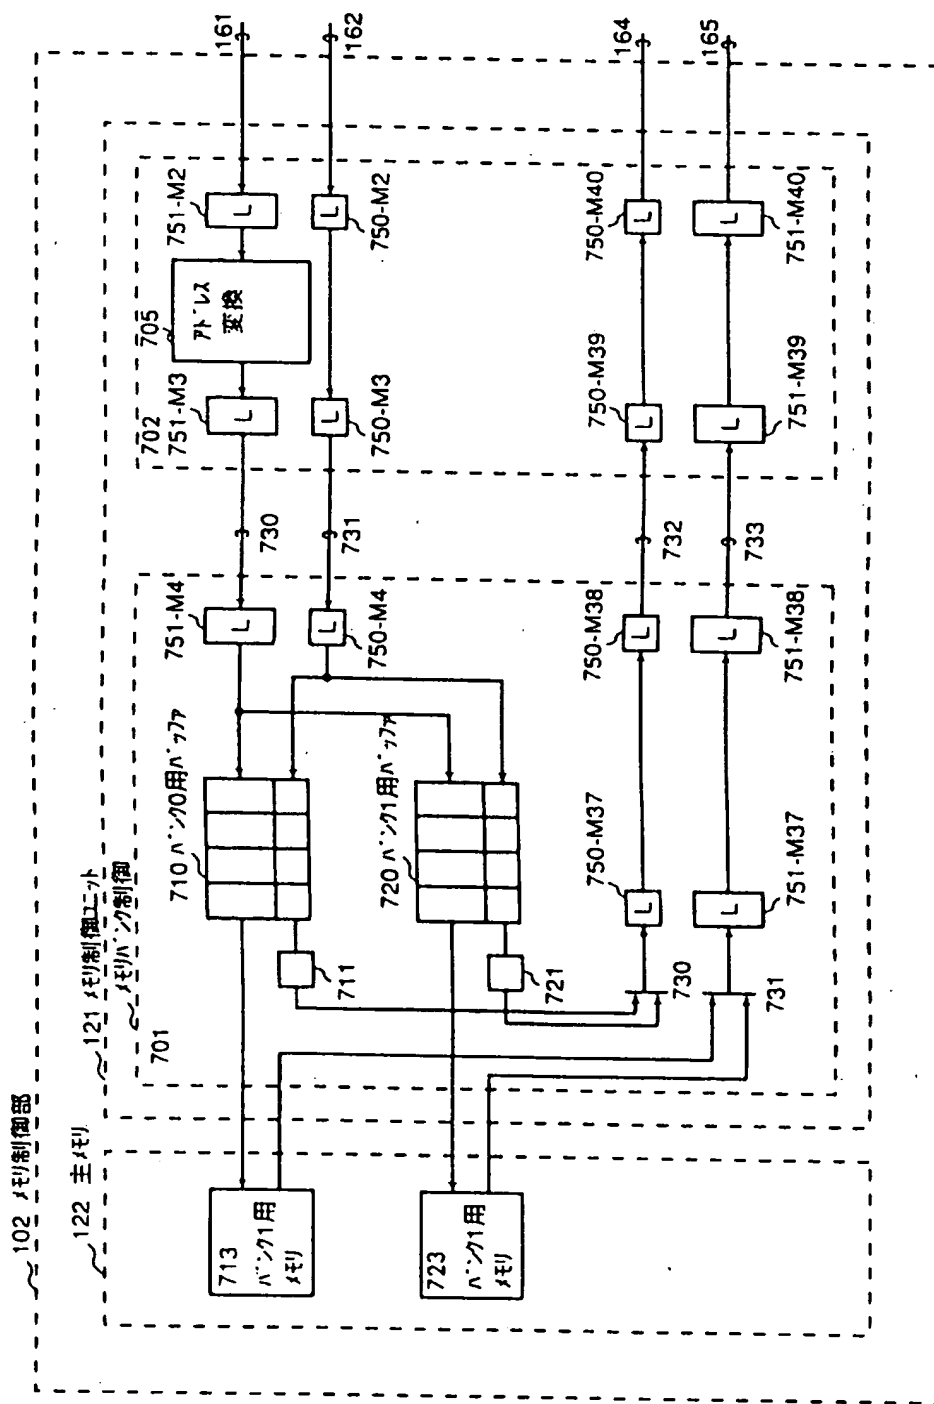 102 メモリ制御部
122 主メモリ
121 メモリ制御ユニット
メモリバンク制御
701
713
バンク1用
メモリ
723
バンク1用
メモリ
710 バンク0用バッファ
720 バンク1用バッファ
711
721
730
731
751-M4
L
750-M4
L
750-M37
L
751-M37
L
750-M38
L
751-M38
L
730
731
732
733
702
751-M3
L
750-M3
L
705
アドレス
変換
751-M2
L
750-M2
L
750-M39
L
751-M39
L
750-M40
L
751-M40
L
161
162
164
165